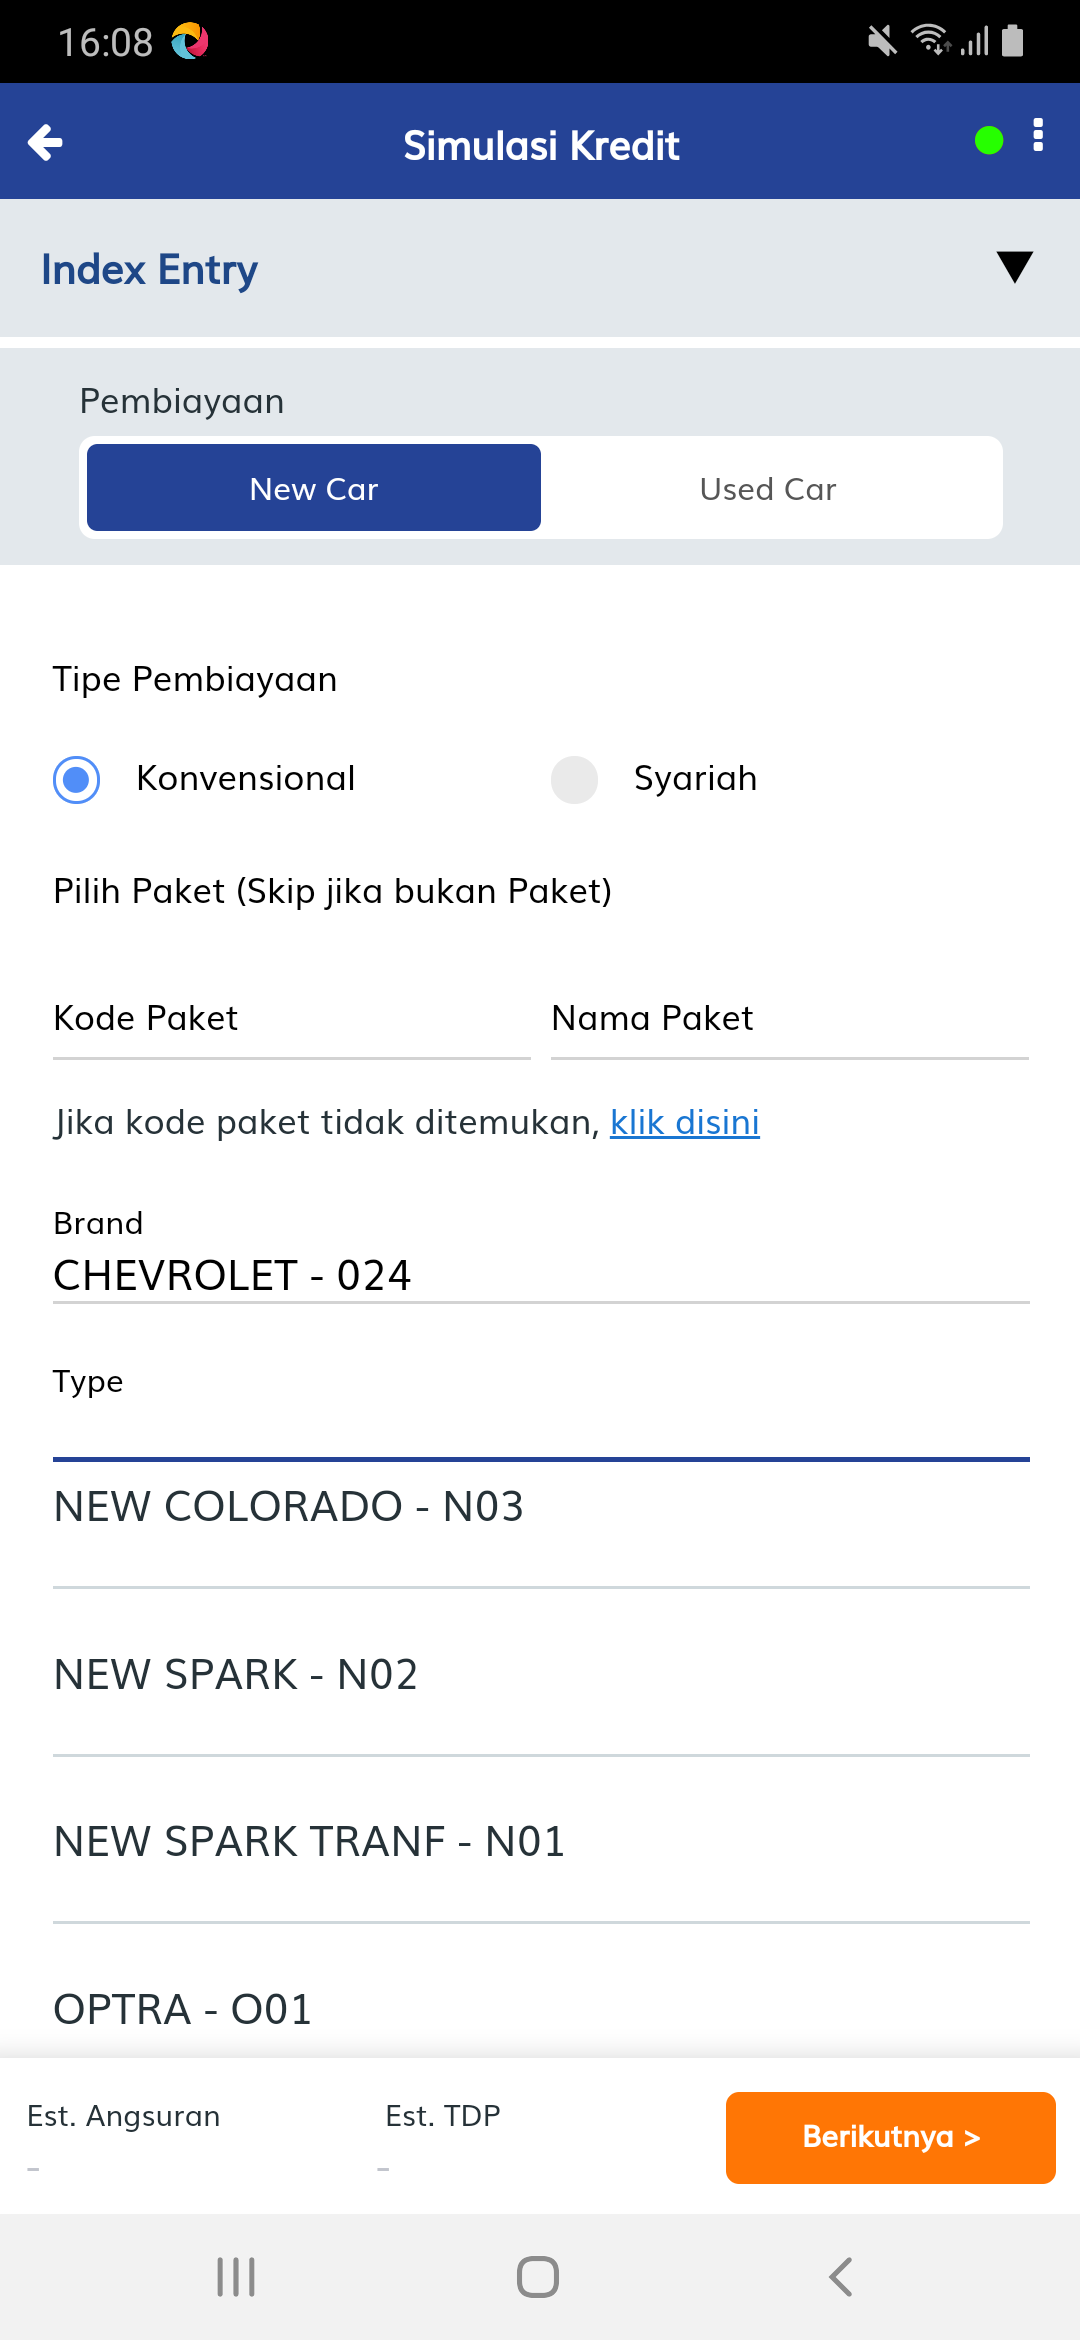 16:08
Simulasi Kredit
Index Entry
Pembiayaan
New Car
Used Car
Tipe Pembiayaan
Konvensional
Syariah
Pilih Paket (Skip jika bukan Paket)
Kode Paket
Nama Paket
Jika kode paket tidak ditemukan, klik disini
Brand
CHEVROLET - 024
Type
NEW COLORADO - N03
NEW SPARK - N02
NEW SPARK TRANF - N01
OPTRA - O01
Est. Angsuran
Est. TDP
-
-
Berikutnya >